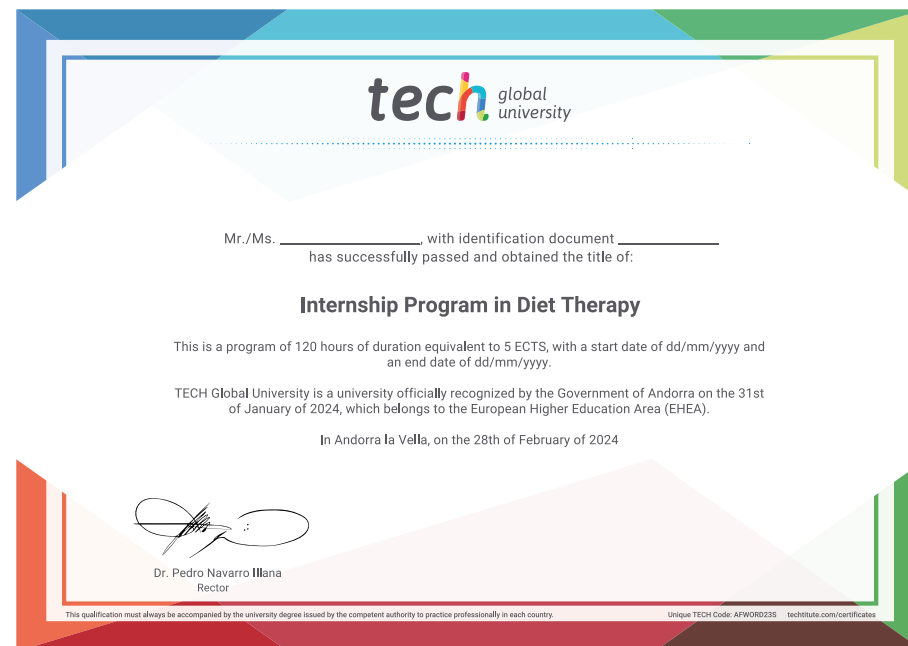 tech global university
Mr./Ms. ____________________, with identification document ______________
has successfully passed and obtained the title of:
Internship Program in Diet Therapy
This is a program of 120 hours of duration equivalent to 5 ECTS, with a start date of dd/mm/yyyy and
an end date of dd/mm/yyyy.
TECH Global University is a university officially recognized by the Government of Andorra on the 31st
of January of 2024, which belongs to the European Higher Education Area (EHEA).
In Andorra la Vella, on the 28th of February of 2024
Dr. Pedro Navarro Illana
Rector
This qualification must always be accompanied by the university degree issued by the competent authority to practice professionally in each country. Unique TECH Code: AFWORD23S techtitute.com/certificates